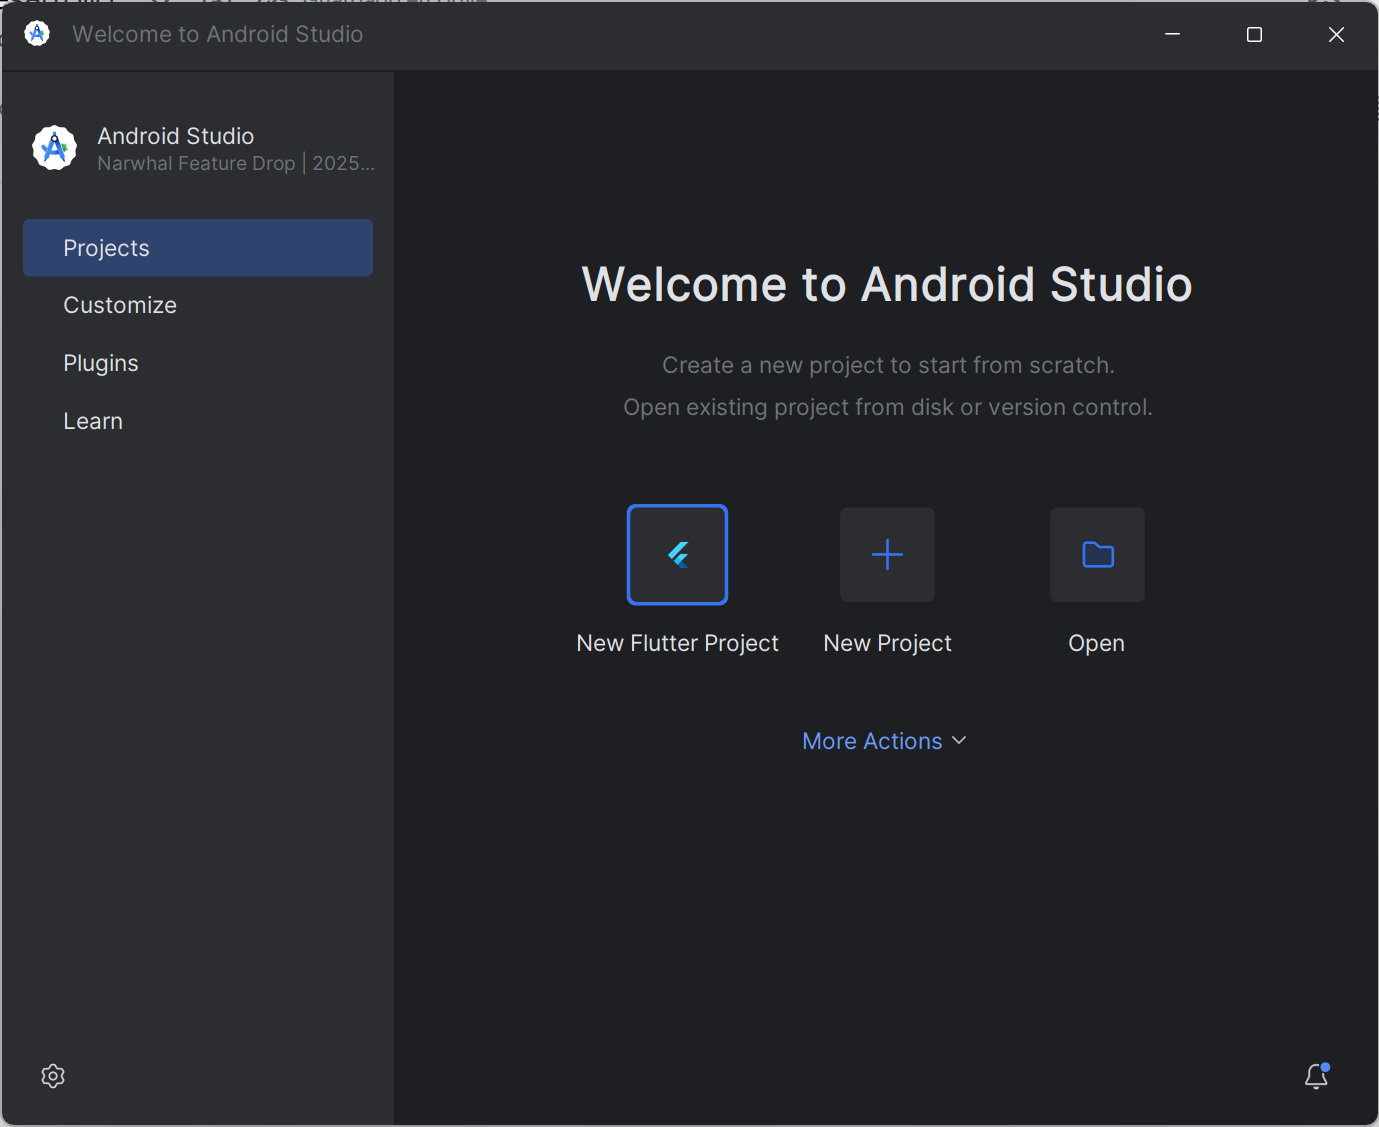 Welcome to Android Studio
Android Studio
Narwhal Feature Drop | 2025...
Projects
Customize
Plugins
Learn
Welcome to Android Studio
Create a new project to start from scratch.
Open existing project from disk or version control.
New Flutter Project
New Project
Open
More Actions